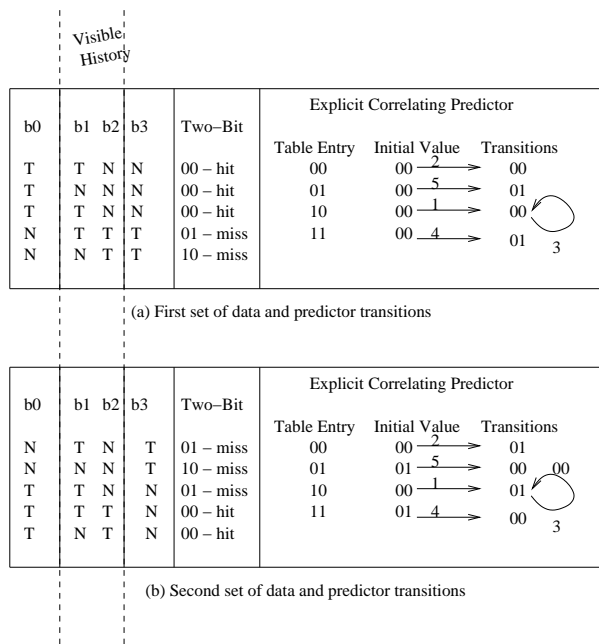 Visible
History
Explicit Correlating Predictor
b0 b1 b2 b3 Two−Bit
Table Entry Initial Value Transitions
T T N N 00 − hit 00 00 2 00
T N N N 00 − hit 01 00 5 01
T T N N 00 − hit 10 00 1 00
N T T T 01 − miss 11 00 4 01
3
N N T T 10 − miss
(a) First set of data and predictor transitions
Explicit Correlating Predictor
b0 b1 b2 b3 Two−Bit
Table Entry Initial Value Transitions
N T N T 01 − miss 00 00 2 01
N N N T 10 − miss 01 01 5 00 00
T T N N 01 − miss 10 00 1 01
T T T N 00 − hit 11 01 4 00
3
T N T N 00 − hit
(b) Second set of data and predictor transitions